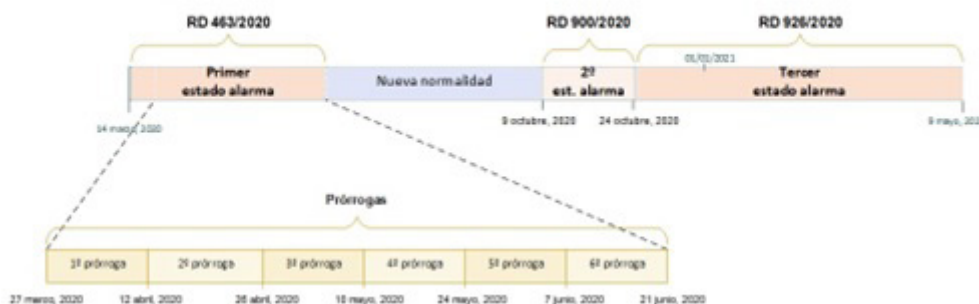 RD 463/2020
RD 900/2020
RD 926/2020
01/01/2021
Primer
estado alarma
Nueva normalidad
2º
est. alarma
Tercer
estado alarma
14 marzo, 2020
9 octubre, 2020
24 octubre, 2020
9 mayo,
Prórrogas
1ª prórroga
2ª prórroga
3ª prórroga
4ª prórroga
5ª prórroga
6ª prórroga
27 marzo, 2020
12 abril, 2020
26 abril, 2020
10 mayo, 2020
24 mayo, 2020
7 junio, 2020
21 junio, 2020